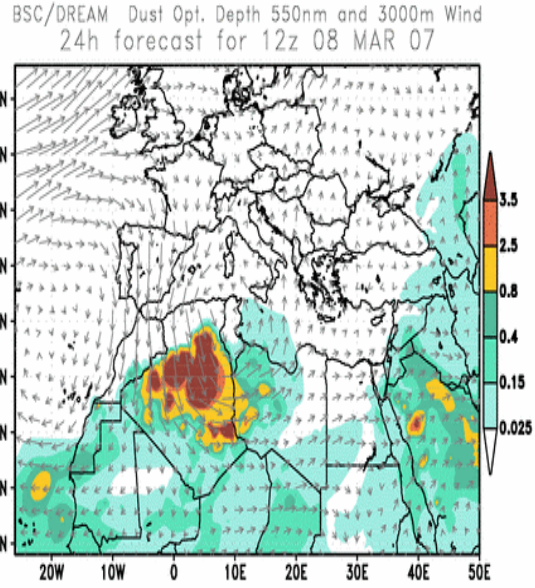 BSC/DREAM Dust Opt. Depth 550nm and 3000m Wind
24h forecast for 12z 08 MAR 07
N
N
N
N
N
N
N
N
N
3.5
2.5
0.8
0.4
0.15
0.025
20W 10W 0 10E 20E 30E 40E 50E